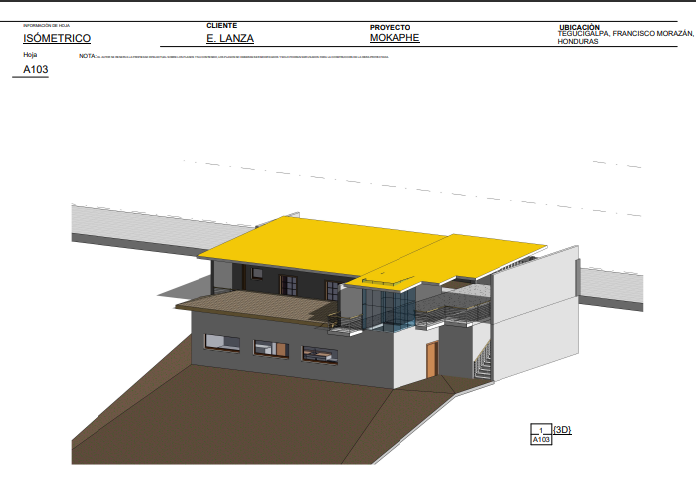 INFORMACIÓN DE HOJA
ISÓMETRICO
CLIENTE
E. LANZA
PROYECTO
MOKAPHE
UBICACIÓN
TEGUCIGALPA, FRANCISCO MORAZÁN,
HONDURAS
Hoja
A103
NOTA:
1 {3D}
A103